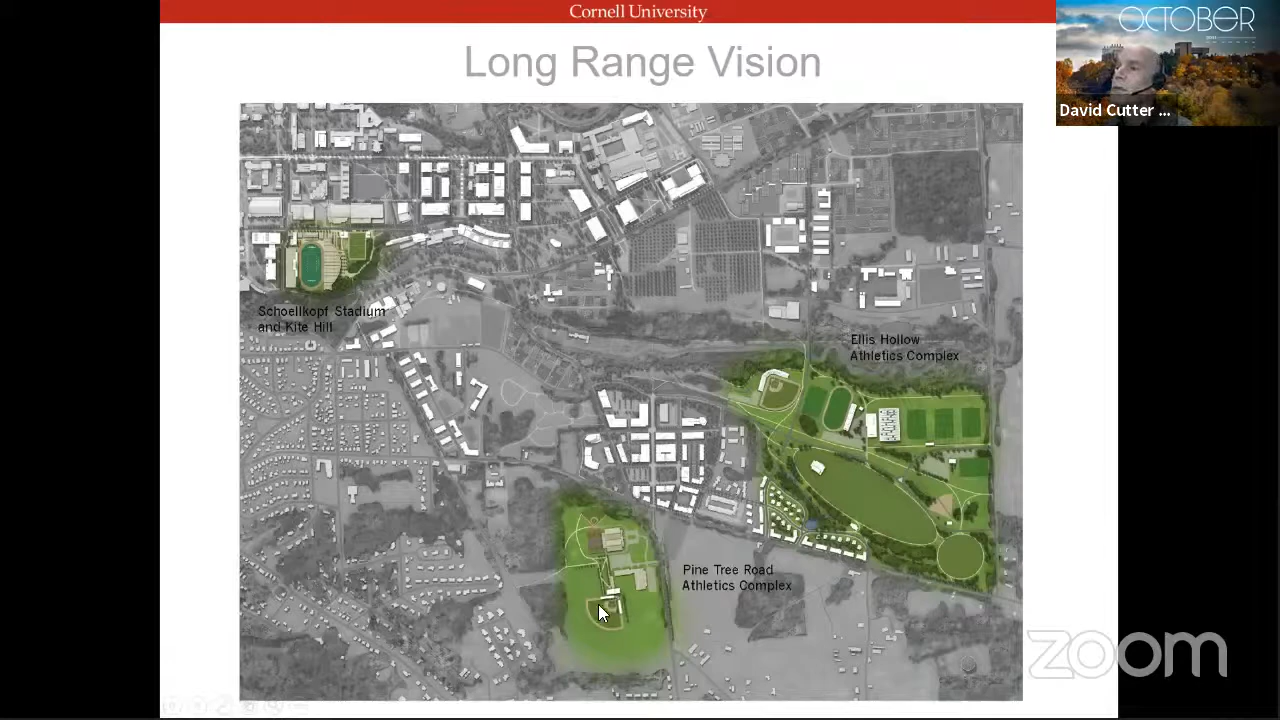 Cornell University
Long Range Vision
OCTOBER
David Cutter ...
Schoellkopf Stadium
and Kite Hill
Ellis Hollow
Athletics Complex
Pine Tree Road
Athletics Complex
zoom